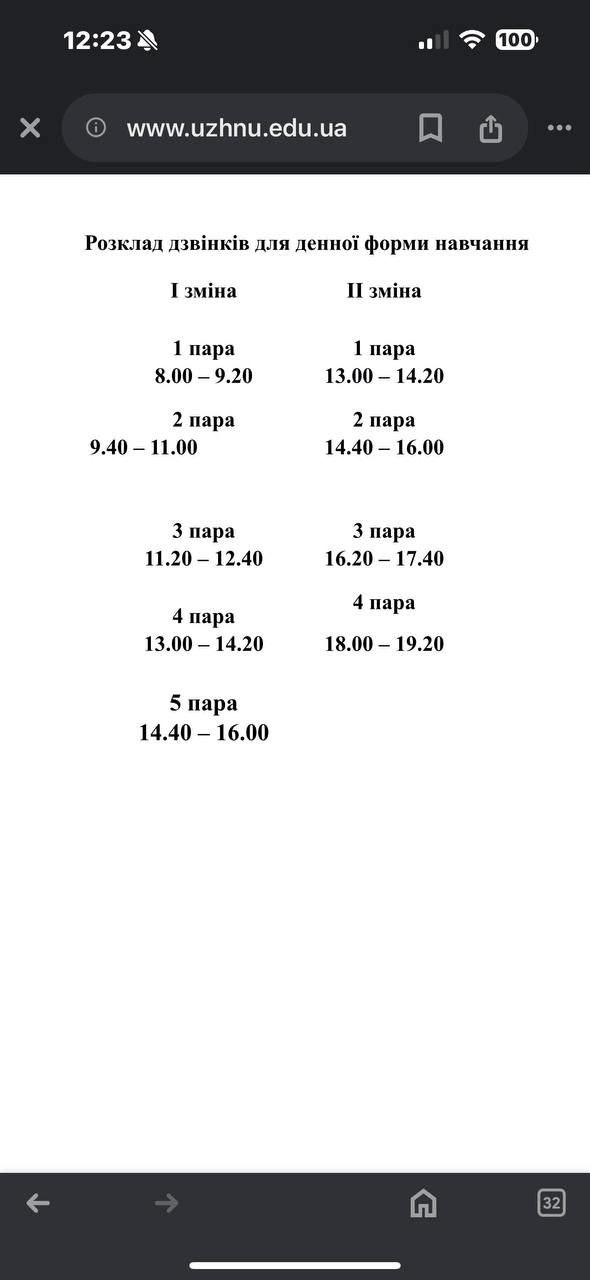 12:23
100
www.uzhnu.edu.ua
Розклад дзвінків для денної форми навчання
І зміна ІІ зміна
1 пара 1 пара
8.00 – 9.20 13.00 – 14.20
2 пара 2 пара
9.40 – 11.00 14.40 – 16.00
3 пара 3 пара
11.20 – 12.40 16.20 – 17.40
4 пара 4 пара
13.00 – 14.20 18.00 – 19.20
5 пара
14.40 – 16.00
32